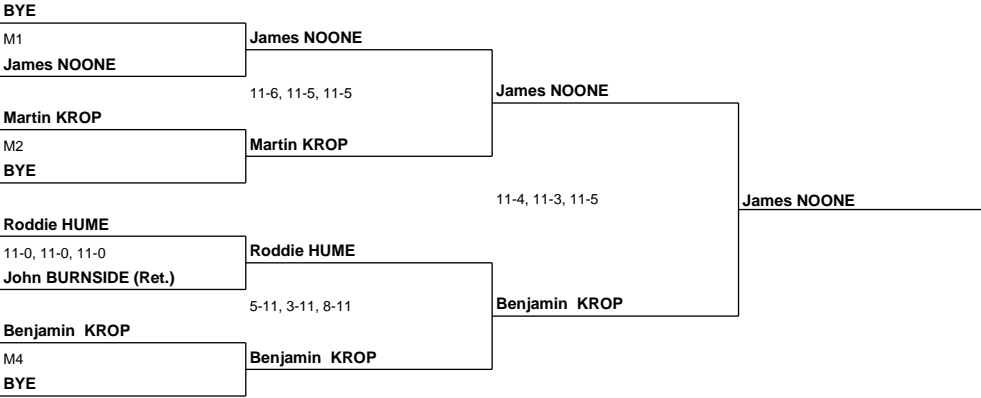 BYE
M1
James NOONE
James NOONE
11-6, 11-5, 11-5
James NOONE
Martin KROP
M2
Martin KROP
BYE
11-4, 11-3, 11-5
James NOONE
Roddie HUME
11-0, 11-0, 11-0
Roddie HUME
John BURNSIDE (Ret.)
5-11, 3-11, 8-11
Benjamin KROP
Benjamin KROP
M4
Benjamin KROP
BYE